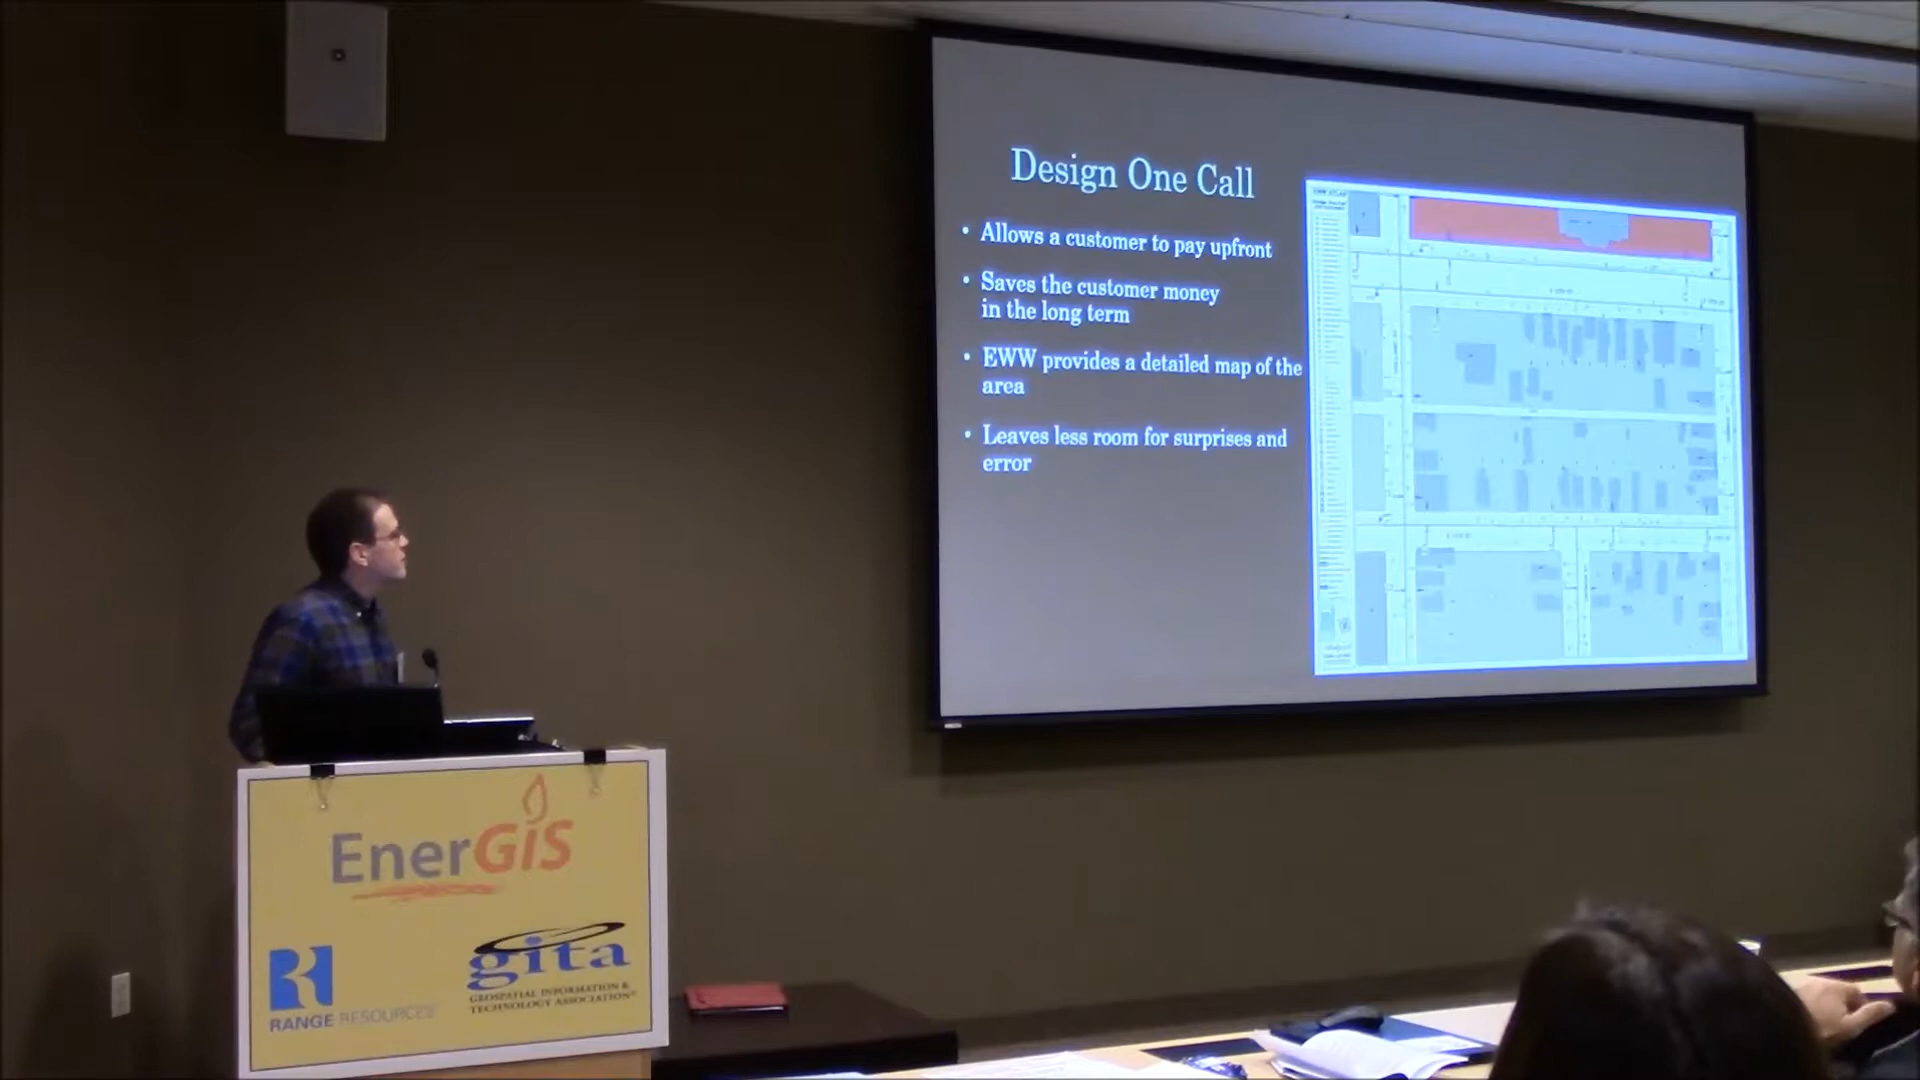 Design One Call
• Allows a customer to pay upfront
• Saves the customer money
in the long term
• EWW provides a detailed map of the
area
• Leaves less room for surprises and
error
EnerGIS
RANGE RESOURCES
gita
GEOSPATIAL INFORMATION &
TECHNOLOGY ASSOCIATION